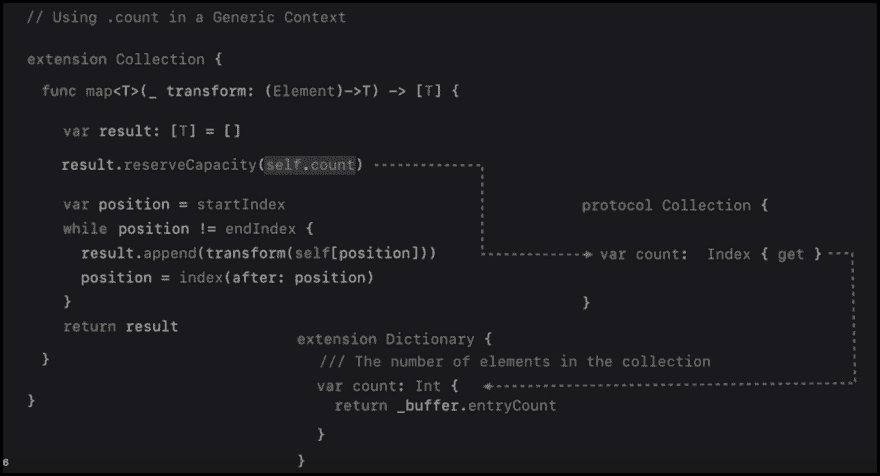 // Using .count in a Generic Context
extension Collection {
func map<T>(_ transform: (Element)->T) -> [T] {
var result: [T] = []
result.reserveCapacity(self.count)
var position = startIndex
while position != endIndex {
result.append(transform(self[position]))
position = index(after: position)
}
return result
}
}
protocol Collection {
var count:  Index { get }
}
extension Dictionary {
/// The number of elements in the collection
var count: Int {
return _buffer.entryCount
}
}
6